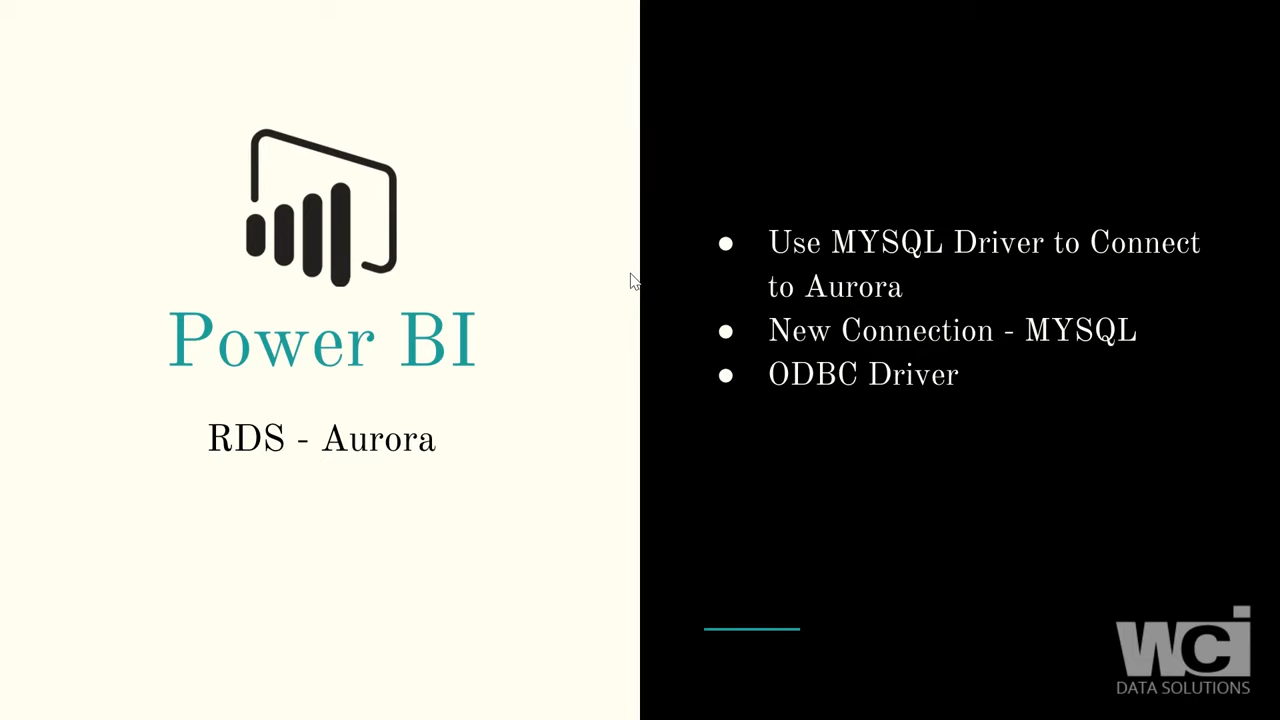 Power BI
RDS - Aurora
● Use MYSQL Driver to Connect
to Aurora
● New Connection - MYSQL
● ODBC Driver
WCi
DATA SOLUTIONS